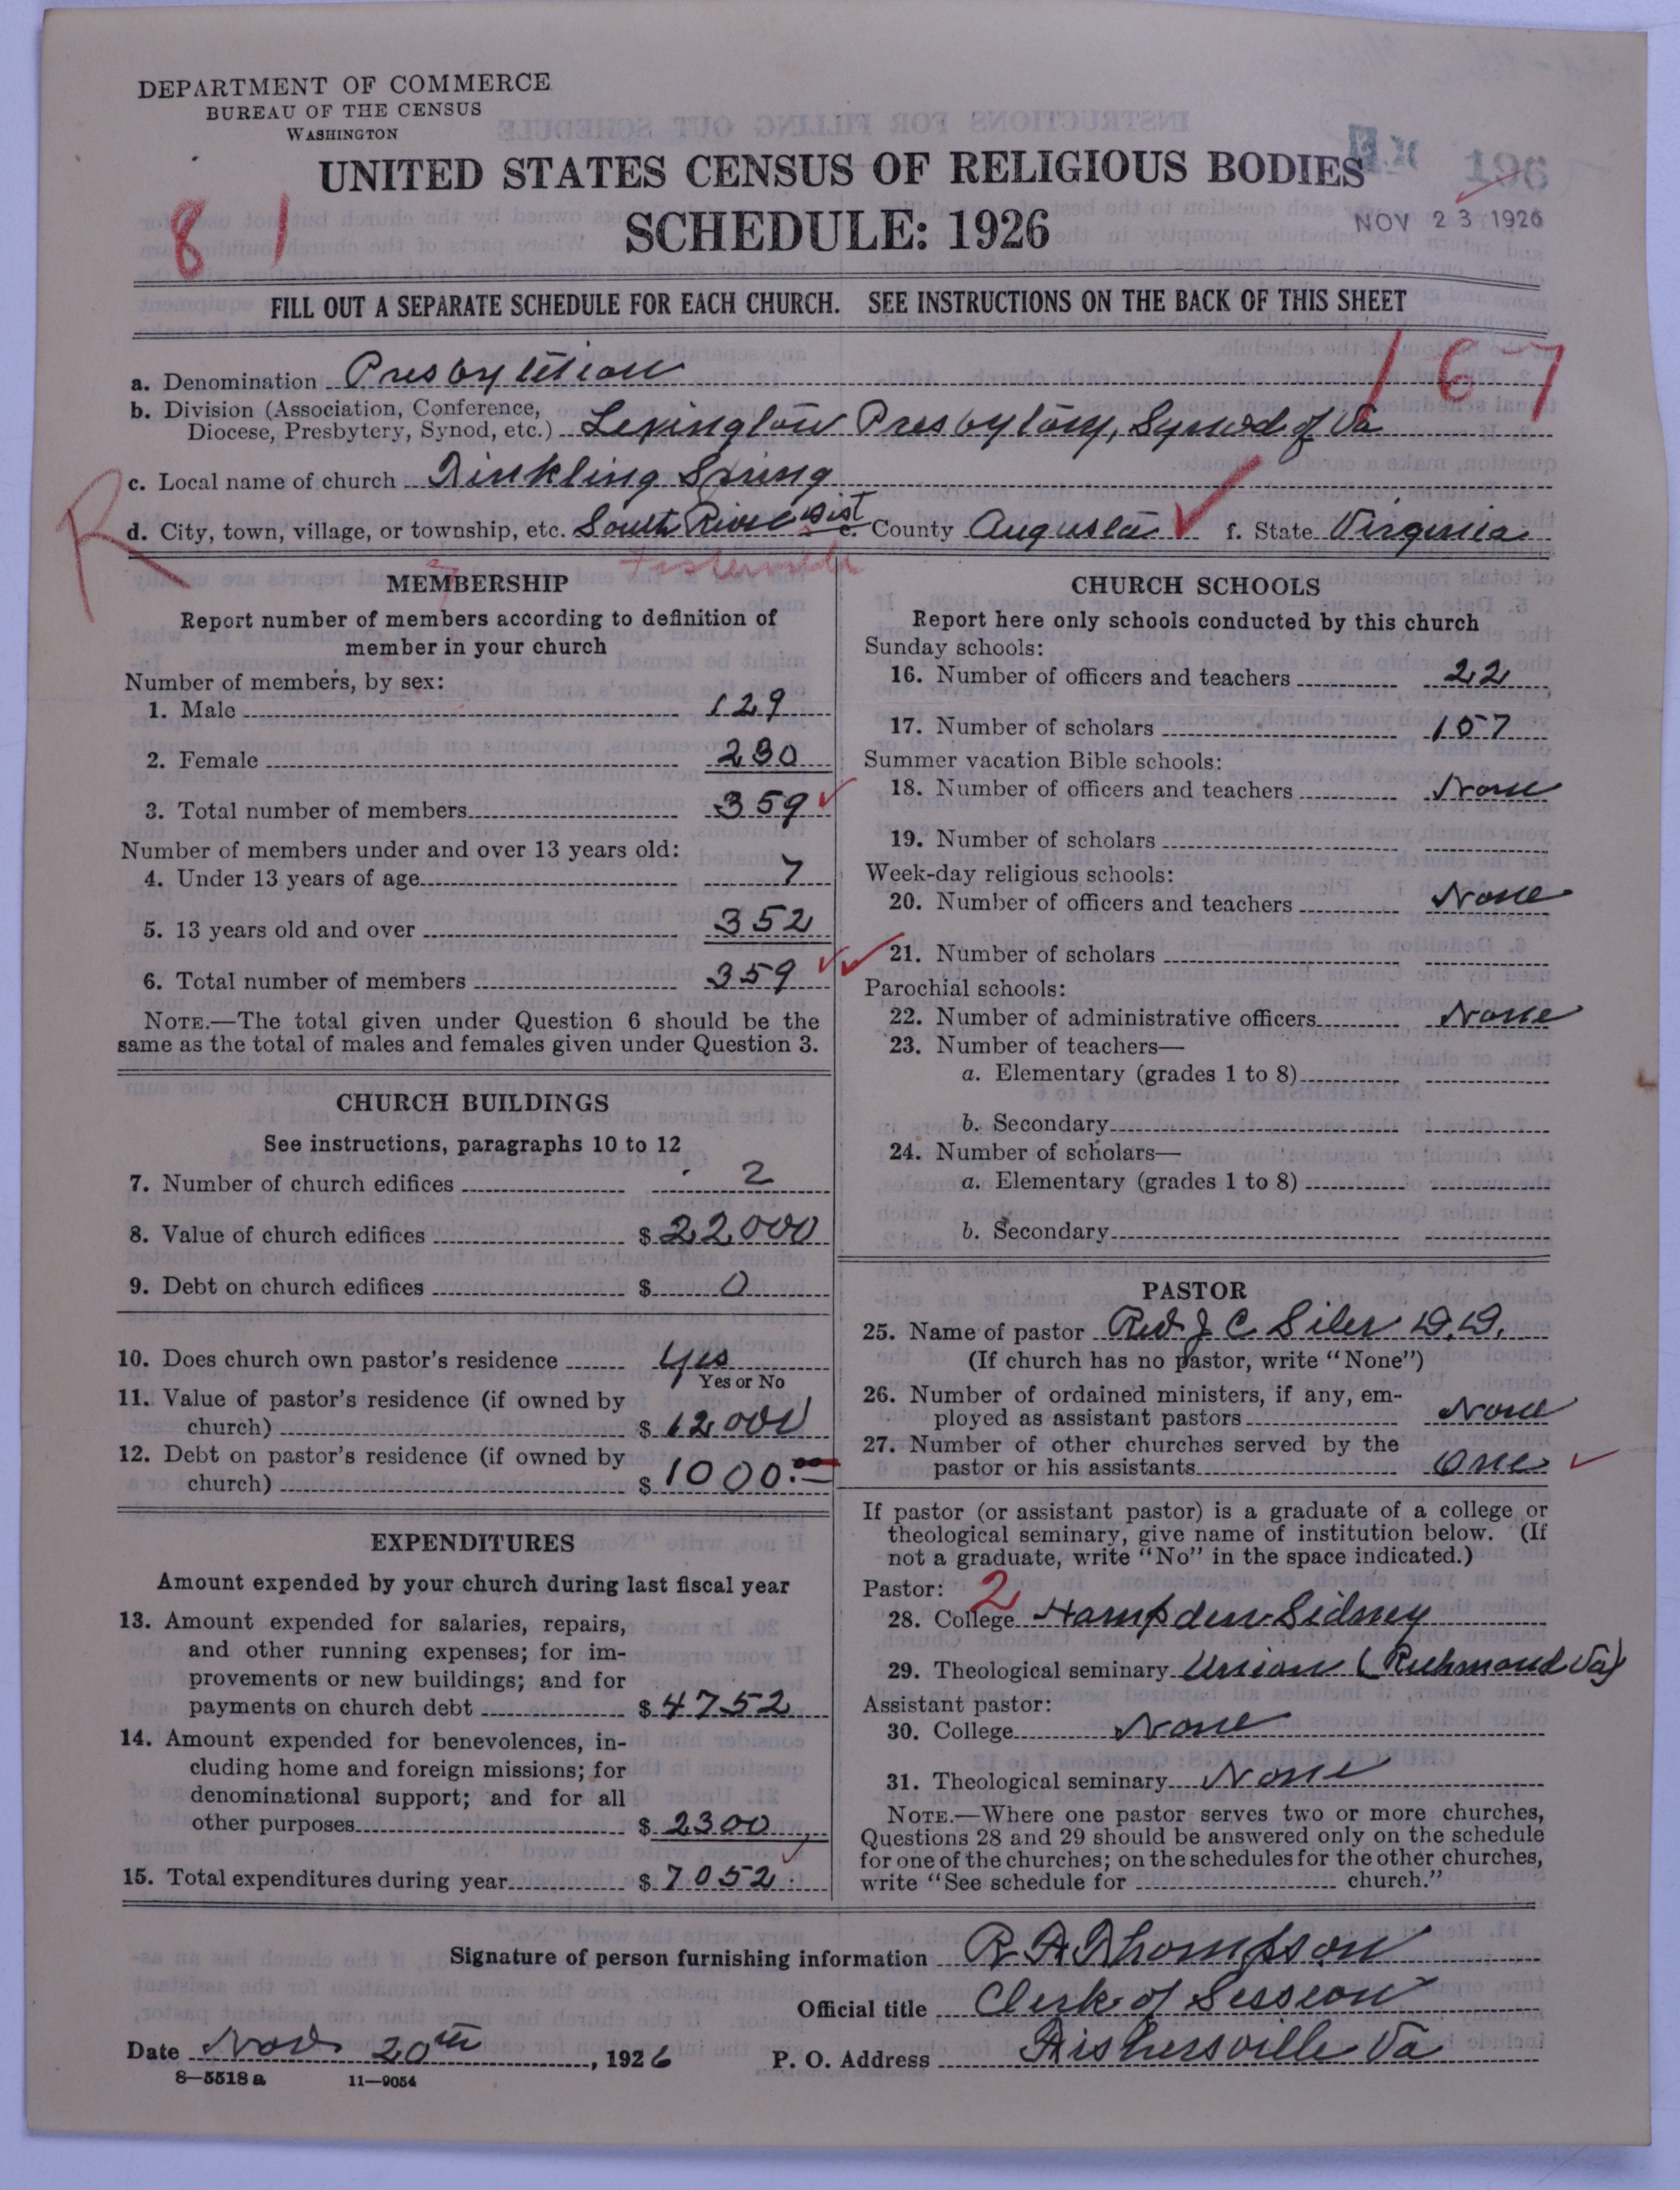 DEPARTMENT OF COMMERCE
BUREAU OF THE CENSUS
WASHINGTON
UNITED STATES CENSUS OF RELIGIOUS BODIES
SCHEDULE: 1926
NOV 23 1926
8 1
FILL OUT A SEPARATE SCHEDULE FOR EACH CHURCH. SEE INSTRUCTIONS ON THE BACK OF THIS SHEET
167
a. Denomination Presbyterian
b. Division (Association, Conference, Diocese, Presbytery, Synod, etc.) Lexington Presbytery, Synod of Va
c. Local name of church Tinkling Spring
R
d. City, town, village, or township, etc. South River Dist e. County Augusta f. State Virginia
MEMBERSHIP
Report number of members according to definition of
member in your church
Number of members, by sex:
1. Male 129
2. Female 230
3. Total number of members 359
Number of members under and over 13 years old:
4. Under 13 years of age 7
5. 13 years old and over 352
6. Total number of members 359
NOTE.—The total given under Question 6 should be the
same as the total of males and females given under Question 3.
CHURCH BUILDINGS
See instructions, paragraphs 10 to 12
7. Number of church edifices 2
8. Value of church edifices $ 22,000
9. Debt on church edifices $ 0
10. Does church own pastor's residence Yes
Yes or No
11. Value of pastor's residence (if owned by
church) $ 12,000
12. Debt on pastor's residence (if owned by
church) $ 1000.—
EXPENDITURES
Amount expended by your church during last fiscal year
13. Amount expended for salaries, repairs,
and other running expenses; for im-
provements or new buildings; and for
payments on church debt $ 4752
14. Amount expended for benevolences, in-
cluding home and foreign missions; for
denominational support; and for all
other purposes $ 2300
15. Total expenditures during year $ 7052
CHURCH SCHOOLS
Report here only schools conducted by this church
Sunday schools:
16. Number of officers and teachers 22
17. Number of scholars 157
Summer vacation Bible schools:
18. Number of officers and teachers None
19. Number of scholars
Week-day religious schools:
20. Number of officers and teachers None
21. Number of scholars
Parochial schools:
22. Number of administrative officers None
23. Number of teachers—
a. Elementary (grades 1 to 8)
b. Secondary
24. Number of scholars—
a. Elementary (grades 1 to 8)
b. Secondary
PASTOR
25. Name of pastor Rev J C Siler D.D.
(If church has no pastor, write "None")
26. Number of ordained ministers, if any, em-
ployed as assistant pastors None
27. Number of other churches served by the
pastor or his assistants One
If pastor (or assistant pastor) is a graduate of a college or
theological seminary, give name of institution below. (If
not a graduate, write "No" in the space indicated.)
Pastor: 2
28. College Hampden Sidney
29. Theological seminary Union (Richmond Va)
Assistant pastor:
30. College None
31. Theological seminary None
NOTE.—Where one pastor serves two or more churches,
Questions 28 and 29 should be answered only on the schedule
for one of the churches; on the schedules for the other churches,
write "See schedule for church."
Signature of person furnishing information R A Thompson
Official title Clerk of Session
Date Nov 20th, 1926 P. O. Address Fishersville Va
8—5518 a 11—9054